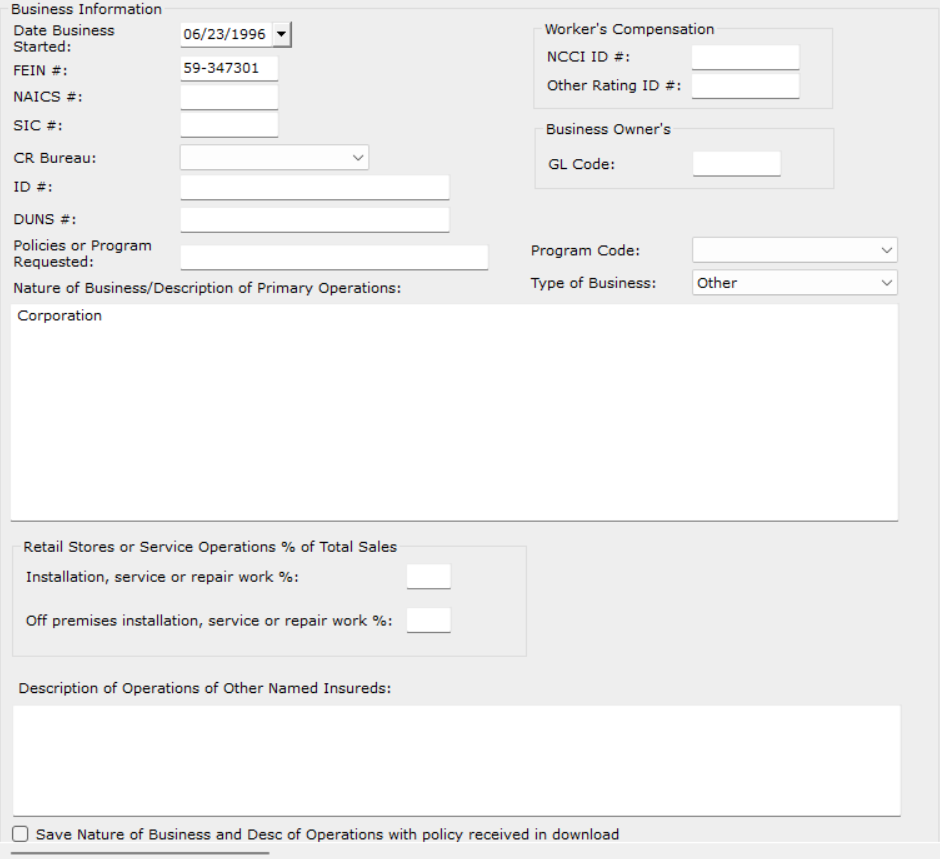 Business Information
Date Business
Started:
06/23/1996
FEIN #:
59-347301
NAICS #:
SIC #:
CR Bureau:
ID #:
DUNS #:
Policies or Program
Requested:
Worker's Compensation
NCCI ID #:
Other Rating ID #:
Business Owner's
GL Code:
Program Code:
Type of Business:
Other
Nature of Business/Description of Primary Operations:
Corporation
Retail Stores or Service Operations % of Total Sales
Installation, service or repair work %:
Off premises installation, service or repair work %:
Description of Operations of Other Named Insureds:
Save Nature of Business and Desc of Operations with policy received in download